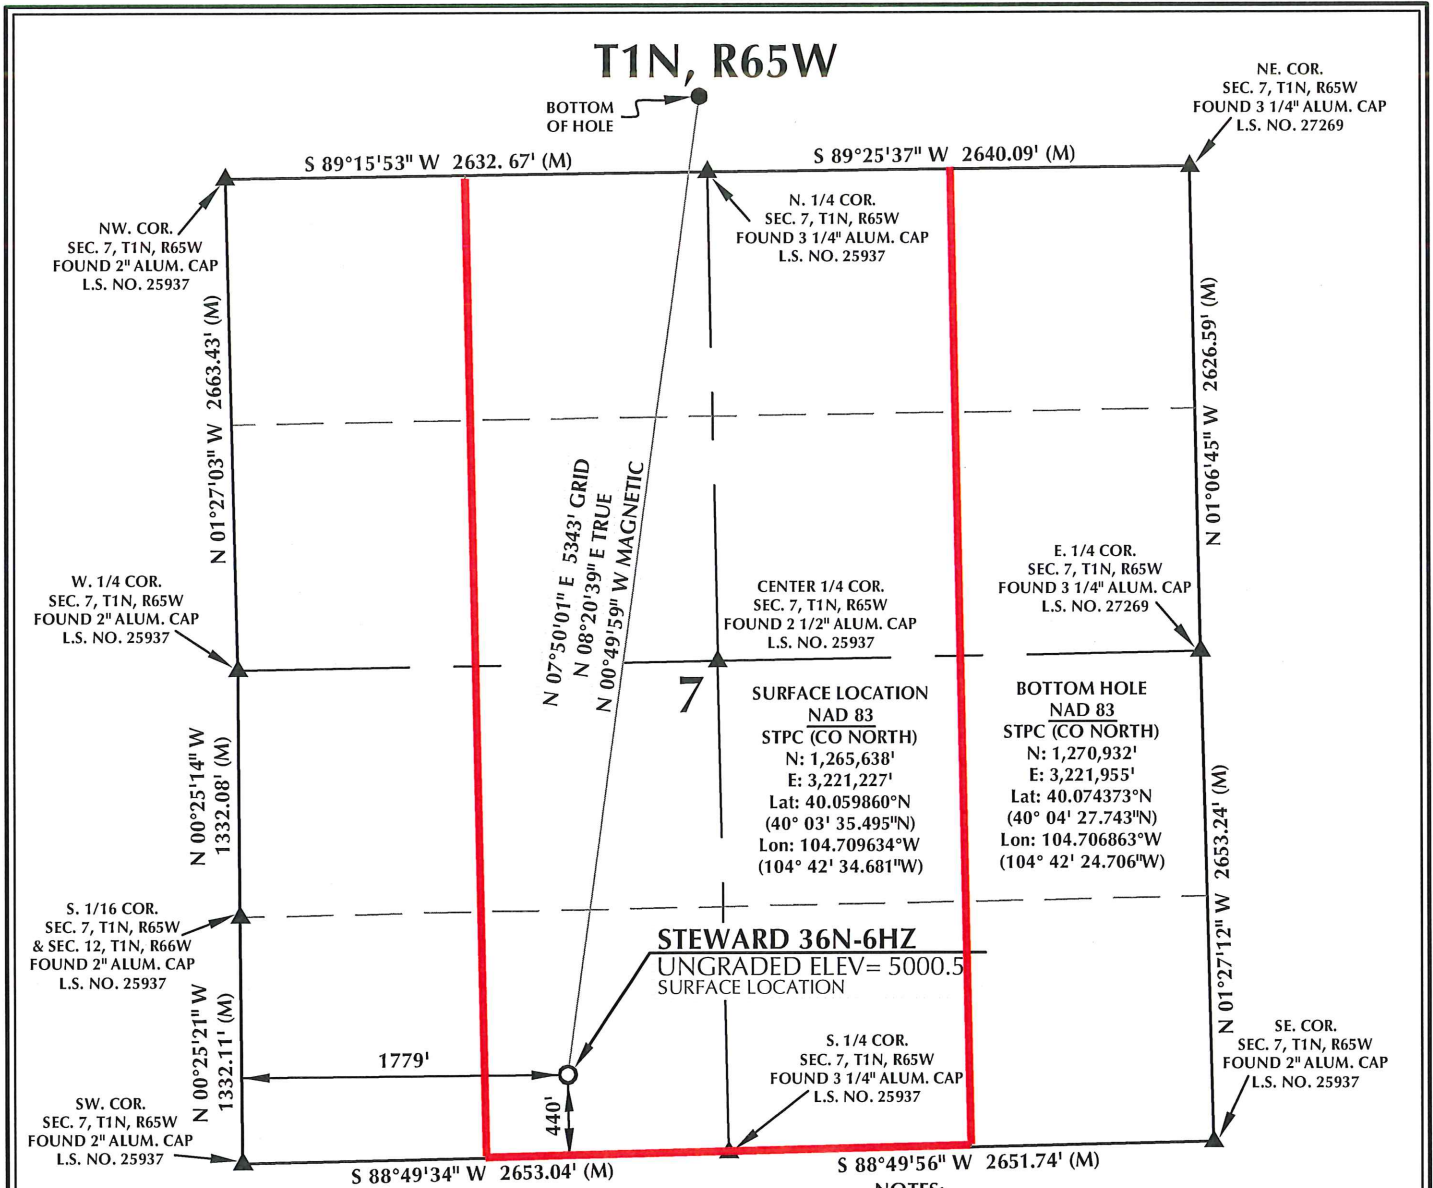 T1N, R65W
BOTTOM
OF HOLE
NE. COR.
SEC. 7, T1N, R65W
FOUND 3 1/4" ALUM. CAP
L.S. NO. 27269
S 89°15'53" W 2632. 67' (M)
S 89°25'37" W 2640.09' (M)
NW. COR.
SEC. 7, T1N, R65W
FOUND 2" ALUM. CAP
L.S. NO. 25937
N. 1/4 COR.
SEC. 7, T1N, R65W
FOUND 3 1/4" ALUM. CAP
L.S. NO. 25937
N 01°27'03" W 2663.43' (M)
N 01°06'45" W 2626.59' (M)
N 07°50'01" E 5343' GRID
N 08°20'39" E TRUE
N 00°49'59" W MAGNETIC
W. 1/4 COR.
SEC. 7, T1N, R65W
FOUND 2" ALUM. CAP
L.S. NO. 25937
CENTER 1/4 COR.
SEC. 7, T1N, R65W
FOUND 2 1/2" ALUM. CAP
L.S. NO. 25937
E. 1/4 COR.
SEC. 7, T1N, R65W
FOUND 3 1/4" ALUM. CAP
L.S. NO. 27269
7
SURFACE LOCATION
NAD 83
STPC (CO NORTH)
N: 1,265,638'
E: 3,221,227'
Lat: 40.059860°N
(40° 03' 35.495"N)
Lon: 104.709634°W
(104° 42' 34.681"W)
BOTTOM HOLE
NAD 83
STPC (CO NORTH)
N: 1,270,932'
E: 3,221,955'
Lat: 40.074373°N
(40° 04' 27.743"N)
Lon: 104.706863°W
(104° 42' 24.706"W)
N 00°25'14" W
1332.08' (M)
N 01°27'12" W 2653.24' (M)
S. 1/16 COR.
SEC. 7, T1N, R65W
& SEC. 12, T1N, R66W
FOUND 2" ALUM. CAP
L.S. NO. 25937
STEWARD 36N-6HZ
UNGRADED ELEV= 5000.5
SURFACE LOCATION
N 00°25'21" W
1332.11' (M)
1779'
440'
S. 1/4 COR.
SEC. 7, T1N, R65W
FOUND 3 1/4" ALUM. CAP
L.S. NO. 25937
SE. COR.
SEC. 7, T1N, R65W
FOUND 2" ALUM. CAP
L.S. NO. 25937
SW. COR.
SEC. 7, T1N, R65W
FOUND 2" ALUM. CAP
L.S. NO. 25937
S 88°49'34" W 2653.04' (M)
S 88°49'56" W 2651.74' (M)
NOTES: